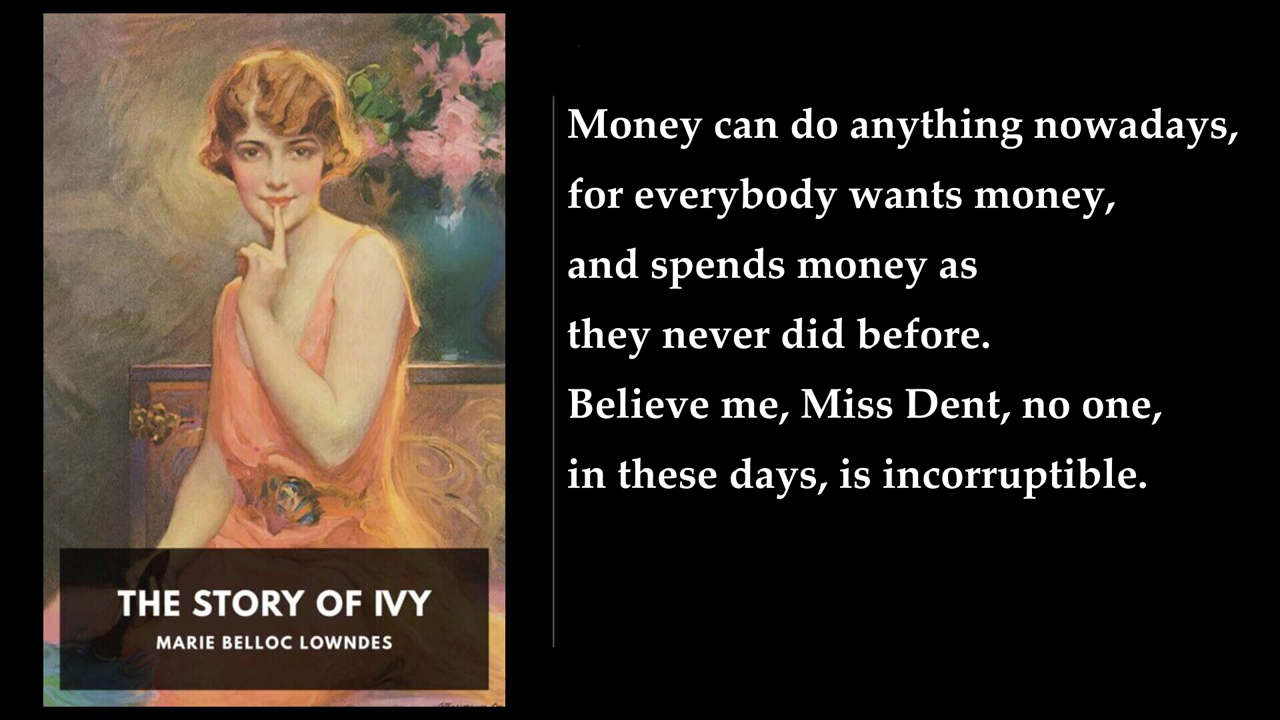 Money can do anything nowadays,
for everybody wants money,
and spends money as
they never did before.
Believe me, Miss Dent, no one,
in these days, is incorruptible.
THE STORY OF IVY
MARIE BELLOC LOWNDES